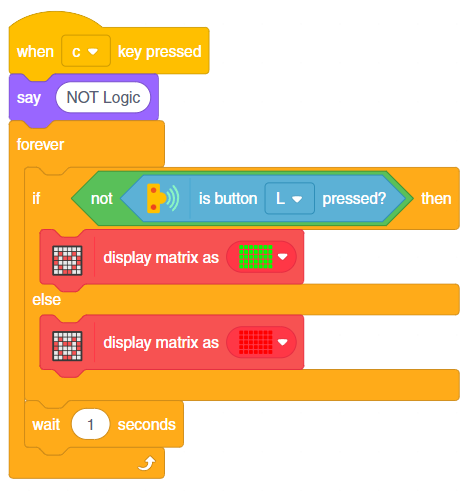 when c key pressed
say NOT Logic
forever
if not is button L pressed? then
display matrix as
else
display matrix as
wait 1 seconds